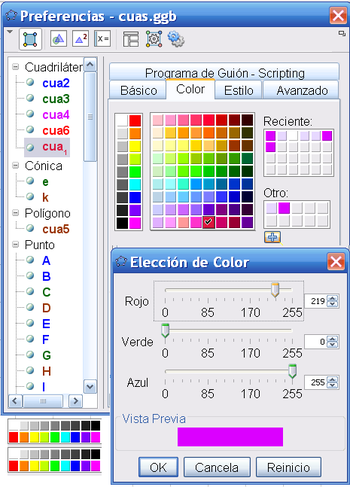 Preferencias - cuas.ggb
Cuadriláter
cua2
cua3
cua4
cua6
cua1
Cónica
e
k
Polígono
cua5
Punto
A
B
C
D
E
F
G
H
I
Programa de Guión - Scripting
Básico Color Estilo Avanzado
Reciente:
Otro:
Elección de Color
Rojo 219
0 85 170 255
Verde 0
0 85 170 255
Azul 255
0 85 170 255
Vista Previa
OK Cancela Reinicio